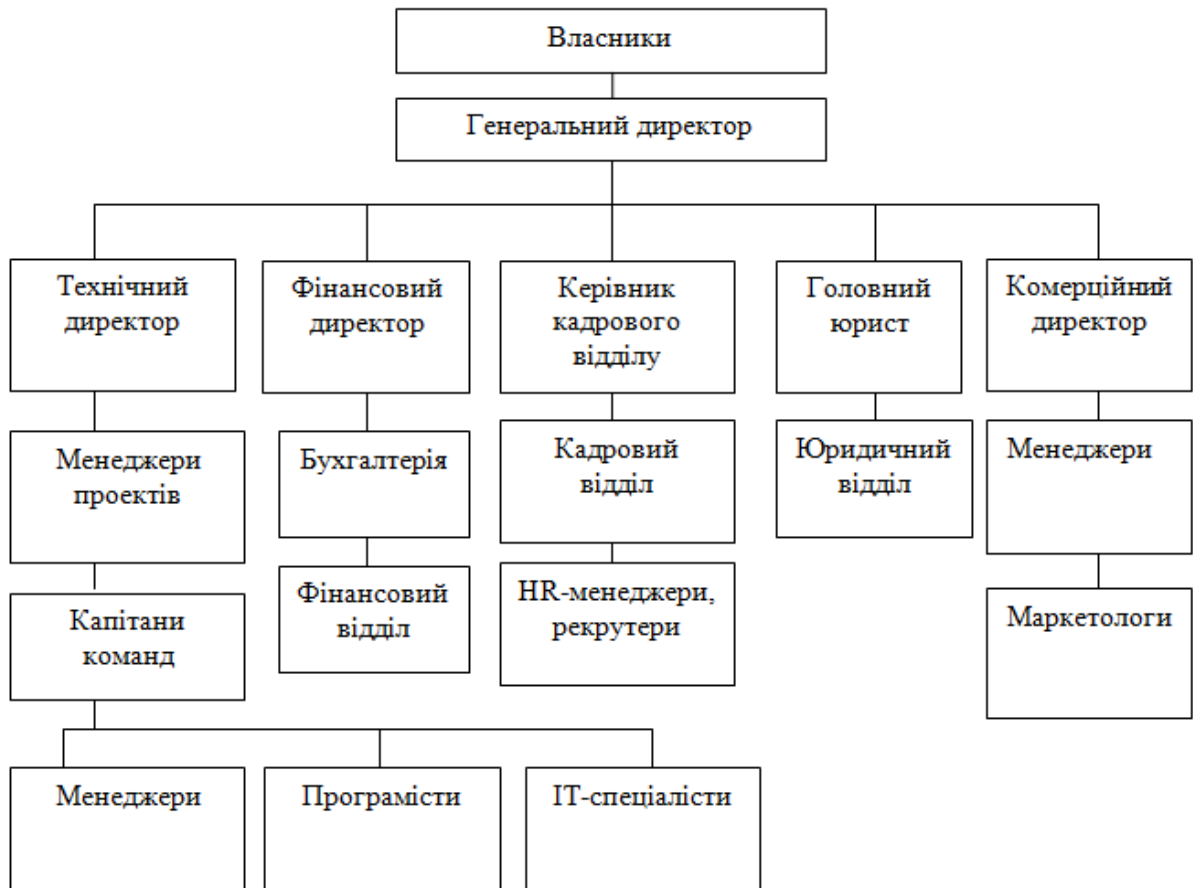 Власники
Генеральний директор
Технічний
директор
Фінансовий
директор
Керівник
кадрового
відділу
Головний
юрист
Комерційний
директор
Менеджери
проектів
Бухгалтерія
Кадровий
відділ
Юридичний
відділ
Менеджери
Капітани
команд
Фінансовий
відділ
HR-менеджери,
рекрутери
Маркетологи
Менеджери
Програмісти
ІТ-спеціалісти